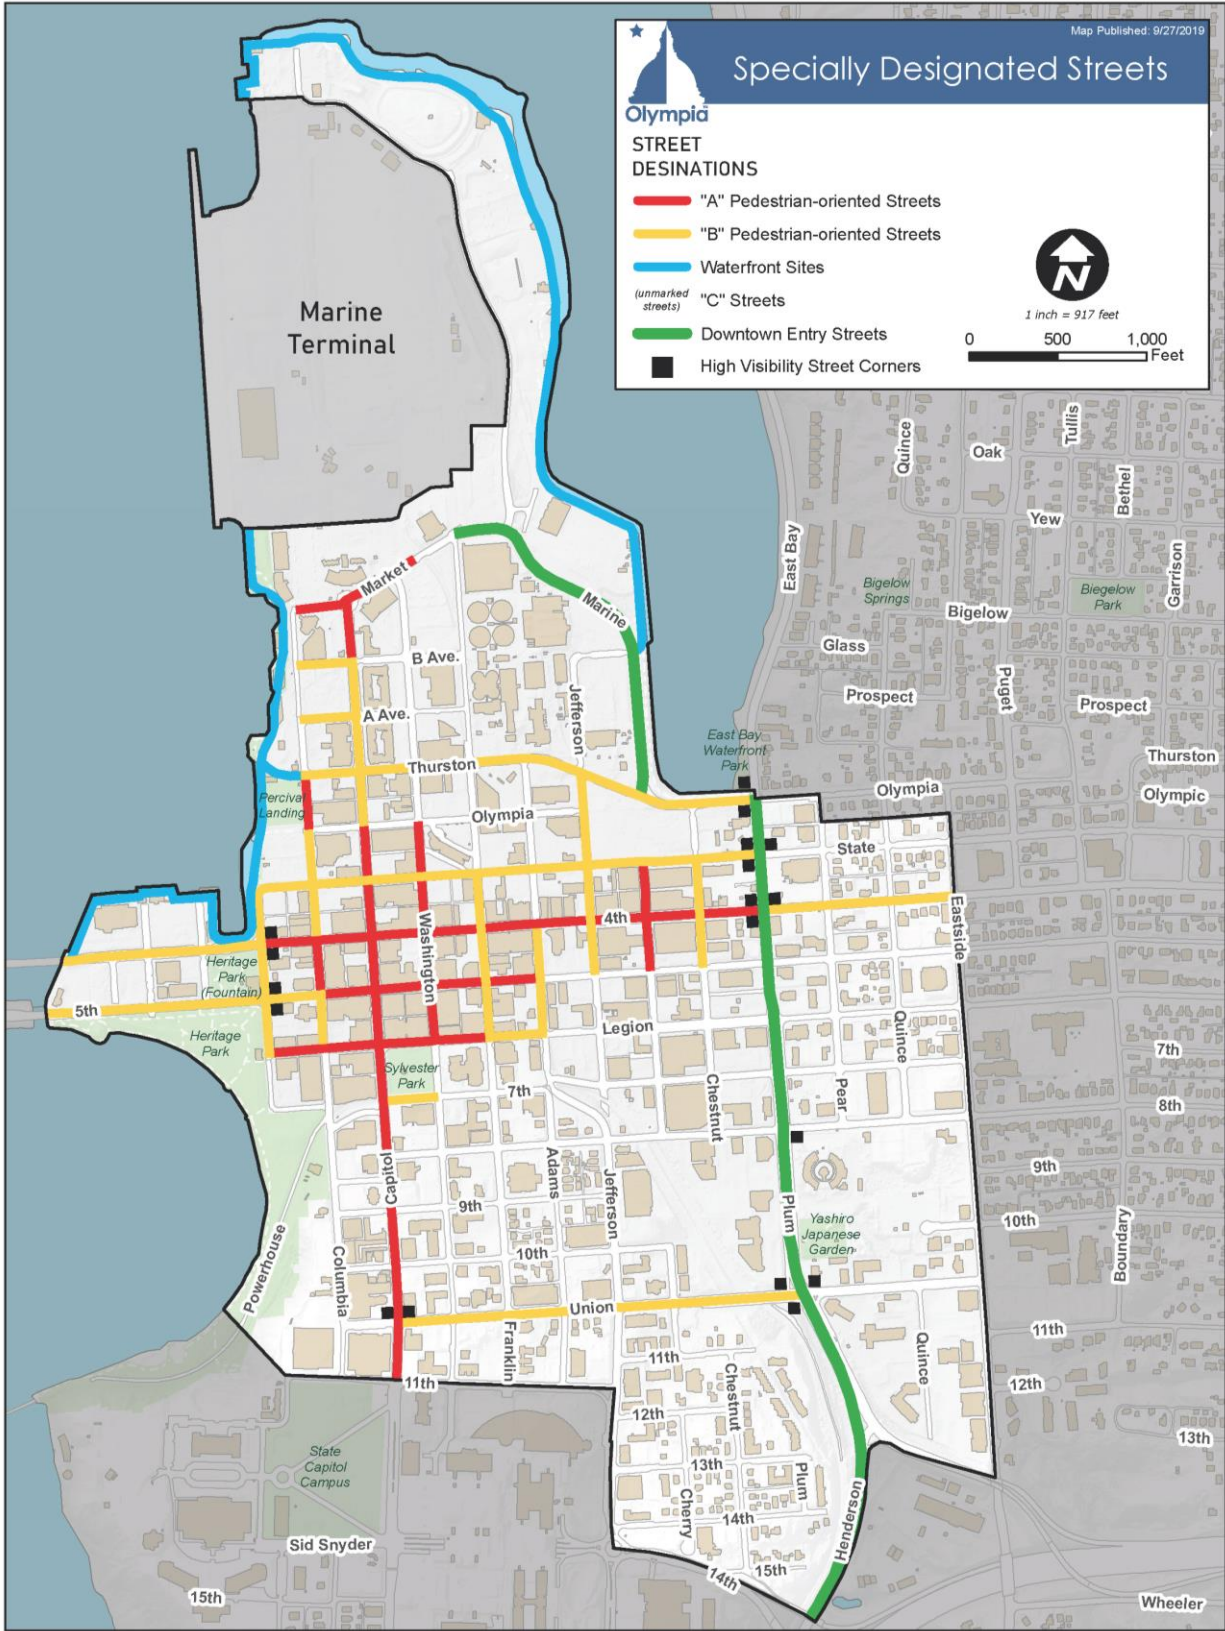 Map Published: 9/27/2019
Specially Designated Streets
Olympia
STREET
DESINATIONS
"A" Pedestrian-oriented Streets
"B" Pedestrian-oriented Streets
Waterfront Sites
(unmarked
streets)
"C" Streets
Downtown Entry Streets
High Visibility Street Corners
N
1 inch = 917 feet
0 500 1,000
Feet
Marine
Terminal
Quince
Oak
Tullis
Bethel
Yew
East Bay
Garrison
Bigelow
Springs
Biegelow
Park
Bigelow
Market
Marine
Glass
B Ave.
Prospect
Puget
Prospect
Jefferson
A Ave.
East Bay
Waterfront
Park
Thurston
Thurston
Olympia
Olympic
Percival
Landing
Olympia
State
Washington
4th
Eastside
Heritage
Park
(Fountain)
5th
Legion
Quince
Heritage
Park
7th
Sylvester
Park
7th
Chestnut
Pear
8th
Capitol
Adams
Jefferson
9th
9th
Plum
Yashiro
Japanese
Garden
10th
10th
Boundary
Powerhouse
Columbia
Union
Franklin
11th
11th
Quince
11th
12th
Chestnut
12th
13th
13th
State
Capitol
Campus
Plum
Cherry
14th
Henderson
Sid Snyder
14th
15th
15th
Wheeler